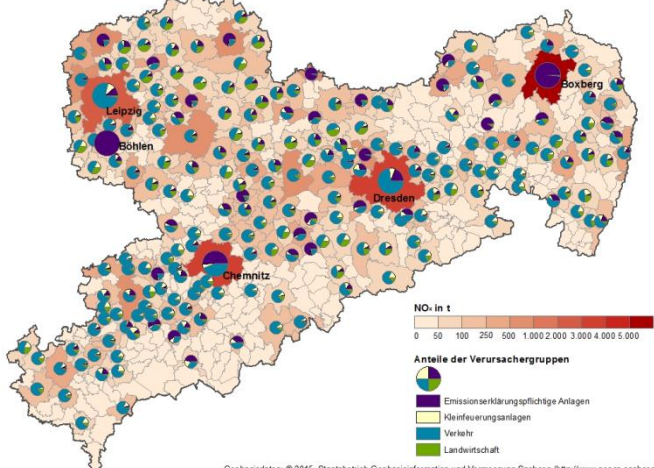 Leipzig
Böhlen
Boxberg
Dresden
Chemnitz
NOx in t
0 50 100 250 500 1.000 2.000 3.000 4.000 5.000
Anteile der Verursachergruppen
Emissionserklärungspflichtige Anlagen
Kleinfeuerungsanlagen
Verkehr
Landwirtschaft